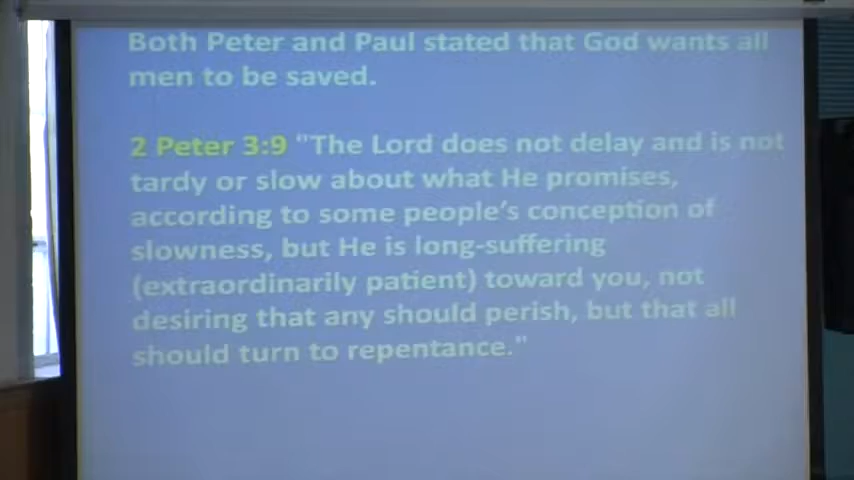 Both Peter and Paul stated that God wants all
men to be saved.
2 Peter 3:9 "The Lord does not delay and is not
tardy or slow about what He promises,
according to some people's conception of
slowness, but He is long-suffering
(extraordinarily patient) toward you, not
desiring that any should perish, but that all
should turn to repentance."